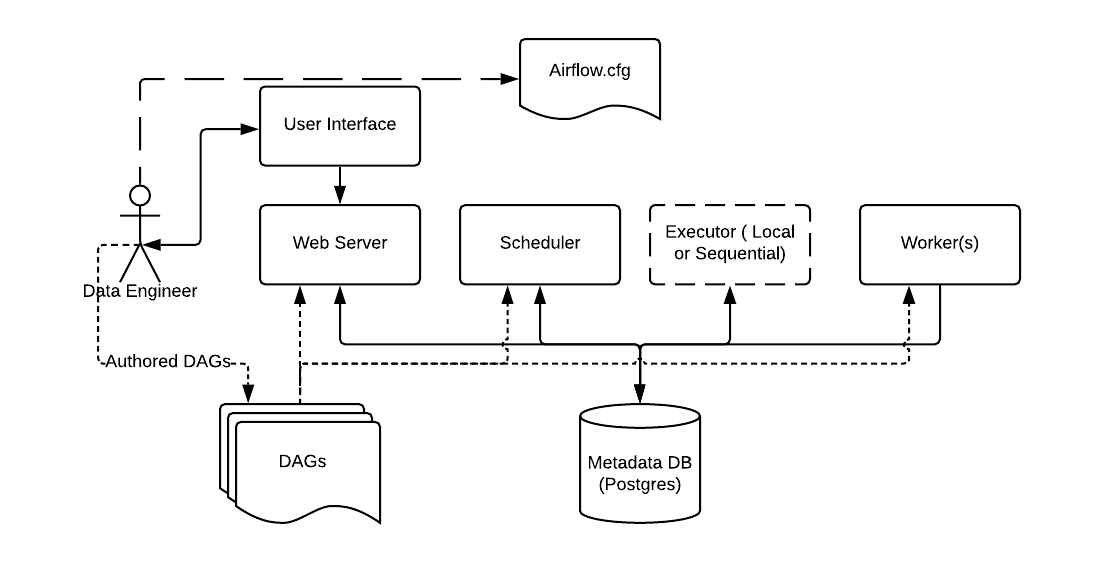 Airflow.cfg
User Interface
Web Server
Scheduler
Executor ( Local
or Sequential)
Worker(s)
Data Engineer
Authored DAGs
DAGs
Metadata DB
(Postgres)